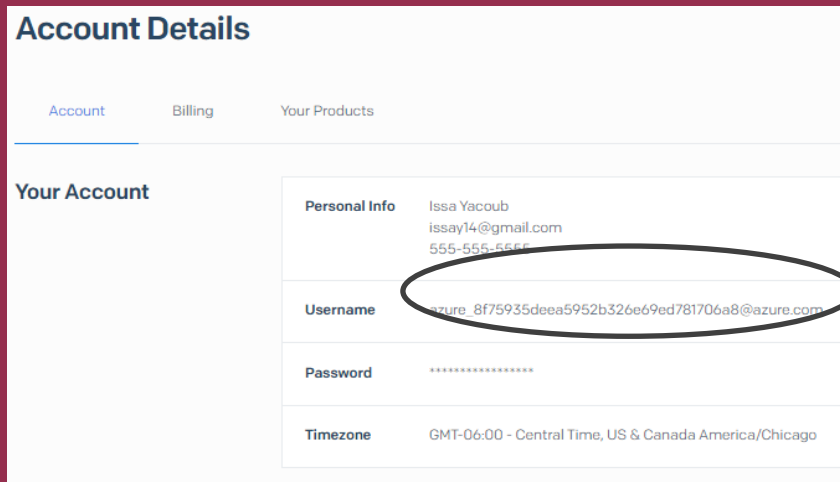 Account Details
Account Billing Your Products
Your Account
Personal Info Issa Yacoub
issay14@gmail.com
555-555-5555
Username azure_8f75935deea5952b326e69ed781706a8@azure.com
Password *****************
Timezone GMT-06:00 - Central Time, US & Canada America/Chicago